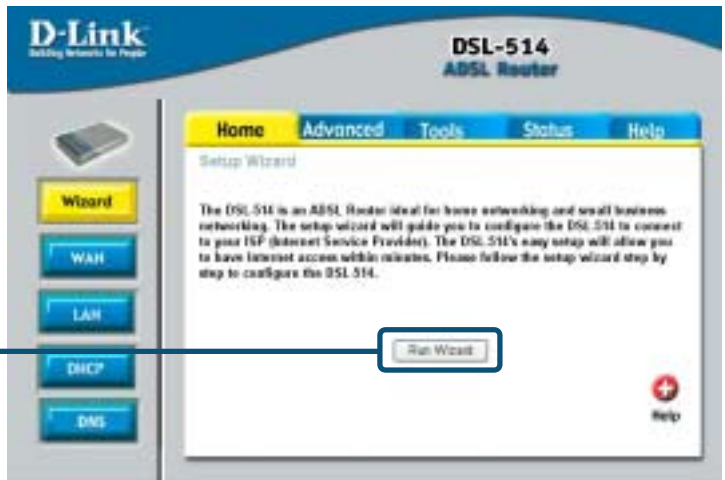 D-Link
Building Networks for People
DSL-514
ADSL Router
Home Advanced Tools Status Help
Setup Wizard
Wizard
WAN
LAN
DHCP
DNS
The DSL-514 is an ADSL Router ideal for home networking and small business
networking. The setup wizard will guide you to configure the DSL-514 to connect
to your ISP (Internet Service Provider). The DSL-514's easy setup will allow you
to have Internet access within minutes. Please follow the setup wizard step by
step to configure the DSL-514.
Run Wizard
Help